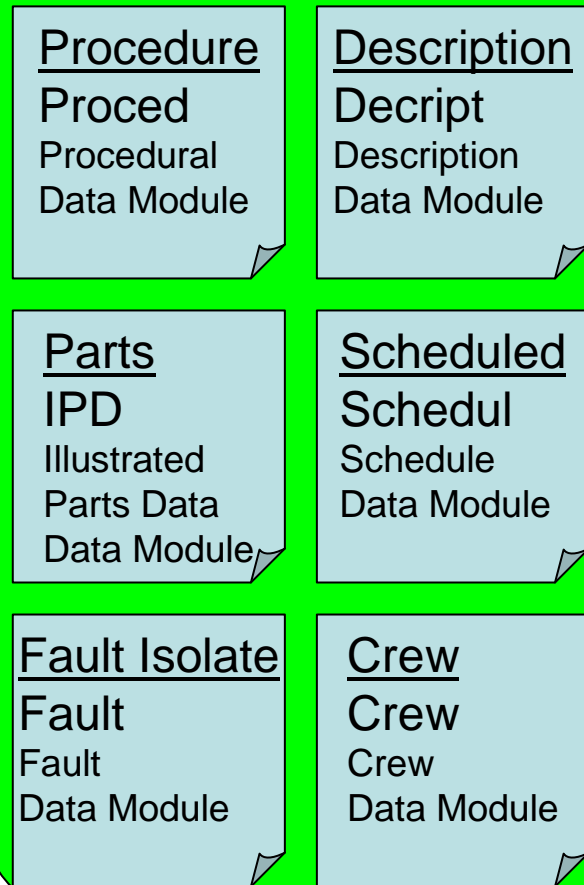 Procedure
Proced
Procedural
Data Module
Description
Decript
Description
Data Module
Parts
IPD
Illustrated
Parts Data
Data Module
Scheduled
Schedul
Schedule
Data Module
Fault Isolate
Fault
Fault
Data Module
Crew
Crew
Crew
Data Module